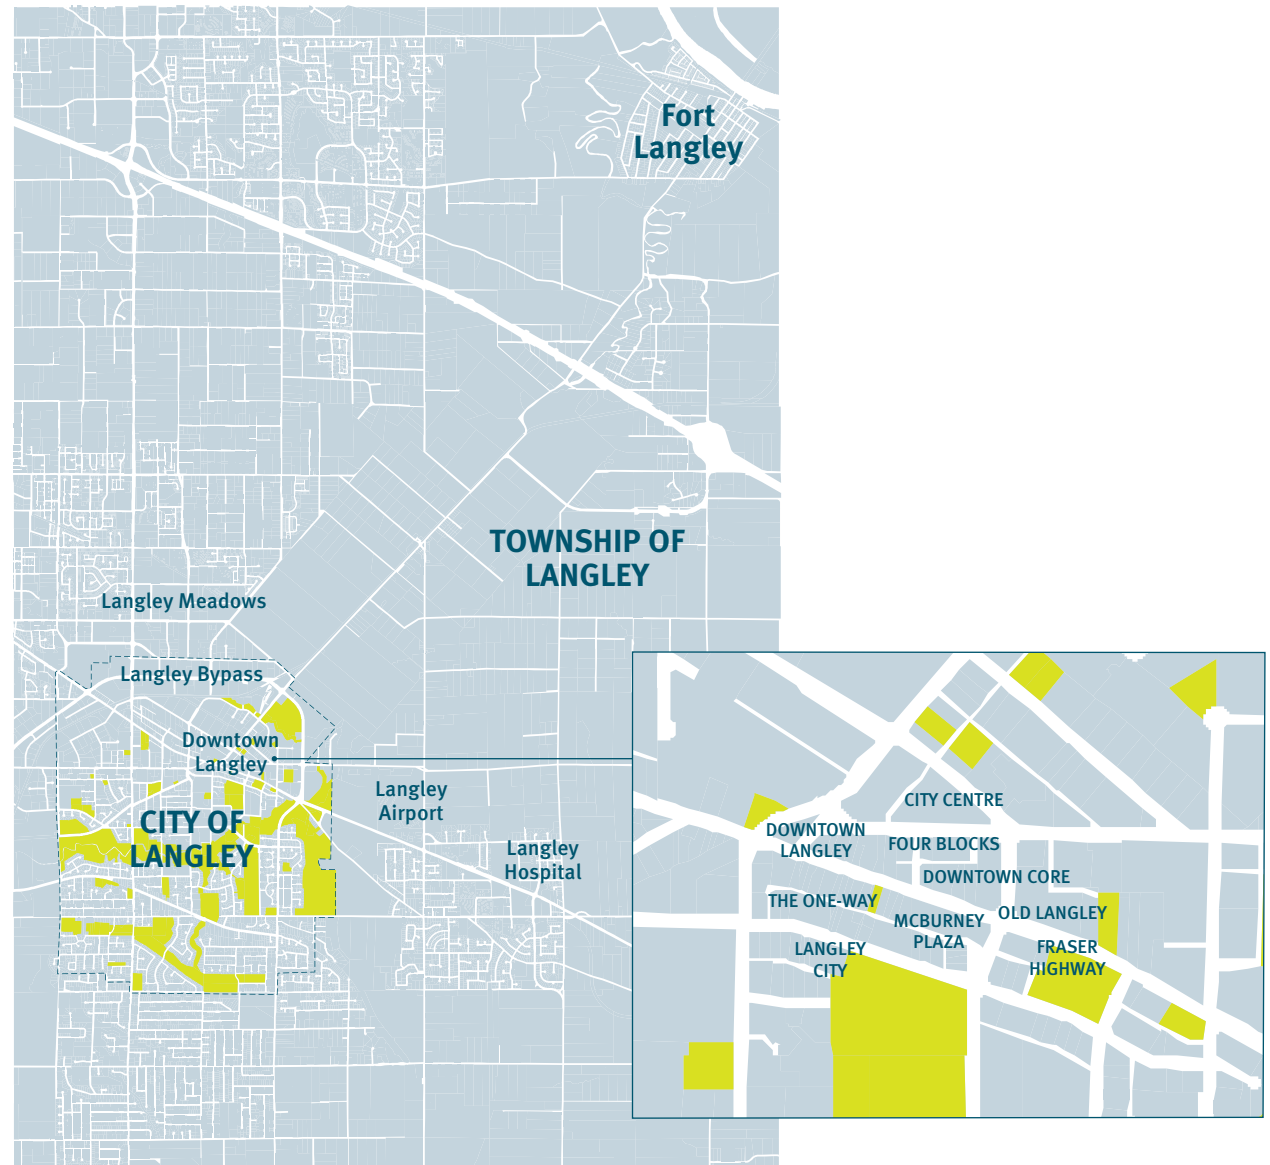 Fort
Langley
TOWNSHIP OF
LANGLEY
Langley Meadows
Langley Bypass
Downtown
Langley
Langley
Airport
CITY OF
LANGLEY
Langley
Hospital
CITY CENTRE
DOWNTOWN
LANGLEY
FOUR BLOCKS
DOWNTOWN CORE
THE ONE-WAY
OLD LANGLEY
MCBURNEY
PLAZA
LANGLEY
CITY
FRASER
HIGHWAY